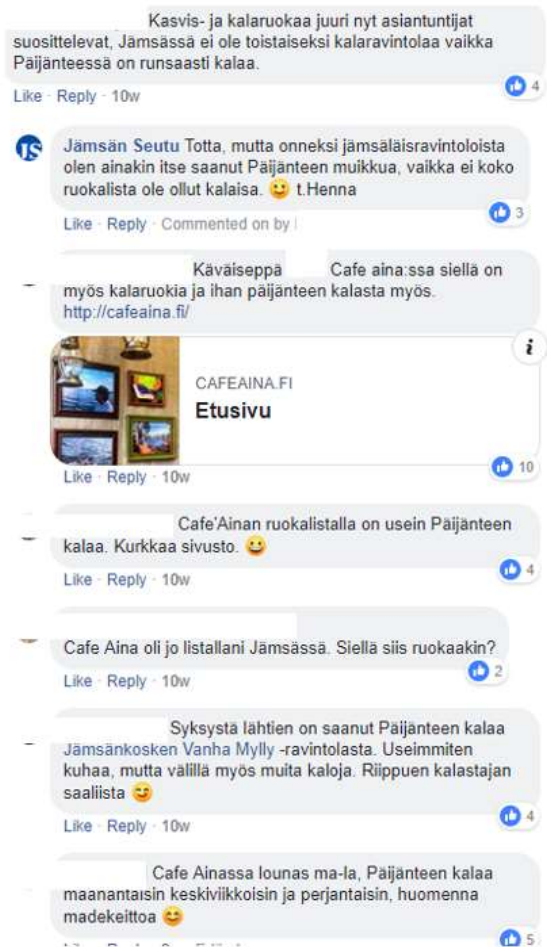 Kasvis- ja kalaruokaa juuri nyt asiantuntijat
suosittelevat, Jämsässä ei ole toistaiseksi kalaravintolaa vaikka
Päijänteessä on runsaasti kalaa.
4
Like · Reply · 10w
JS
Jämsän Seutu Totta, mutta onneksi jämsäläisravintoloista
olen ainakin itse saanut Päijänteen muikkua, vaikka ei koko
ruokalista ole ollut kalaisa. 😀 t.Henna
3
Like · Reply · Commented on by
Käväiseppä Cafe aina:ssa siellä on
myös kalaruokia ja ihan päijänteen kalasta myös.
http://cafeaina.fi/
i
CAFEAINA.FI
Etusivu
10
Like · Reply · 10w
Cafe'Ainan ruokalistalla on usein Päijänteen
kalaa. Kurkkaa sivusto. 😀
4
Like · Reply · 10w
Cafe Aina oli jo listallani Jämsässä. Siellä siis ruokaakin?
2
Like · Reply · 10w
Syksystä lähtien on saanut Päijänteen kalaa
Jämsänkosken Vanha Mylly -ravintolasta. Useimmiten
kuhaa, mutta välillä myös muita kaloja. Riippuen kalastajan
saaliista 😊
4
Like · Reply · 10w
Cafe Ainassa lounas ma-la, Päijänteen kalaa
maanantaisin keskiviikkoisin ja perjantaisin, huomenna
madekeittoa 😊
5